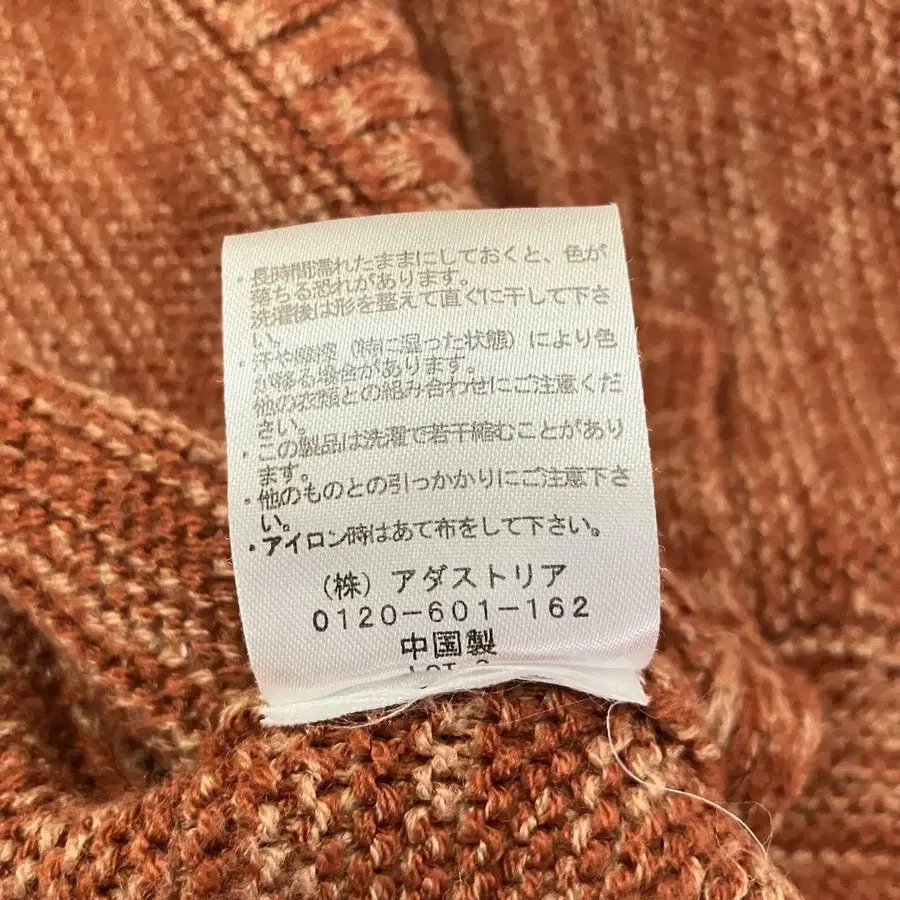 ・長時間濡れたままにしておくと、色が
落ちる恐れがあります。
洗濯後は形を整えて直ぐに干して下さ
い。
・汗や摩擦（特に湿った状態）により色
が移る場合があります。
他の衣類との組み合わせにご注意くだ
さい。
・この製品は洗濯で若干縮むことがあり
ます。
・他のものとの引っかかりにご注意下さ
い。
・アイロン時はあて布をして下さい。
（株）アダストリア
0120-601-162
中国製
LOT